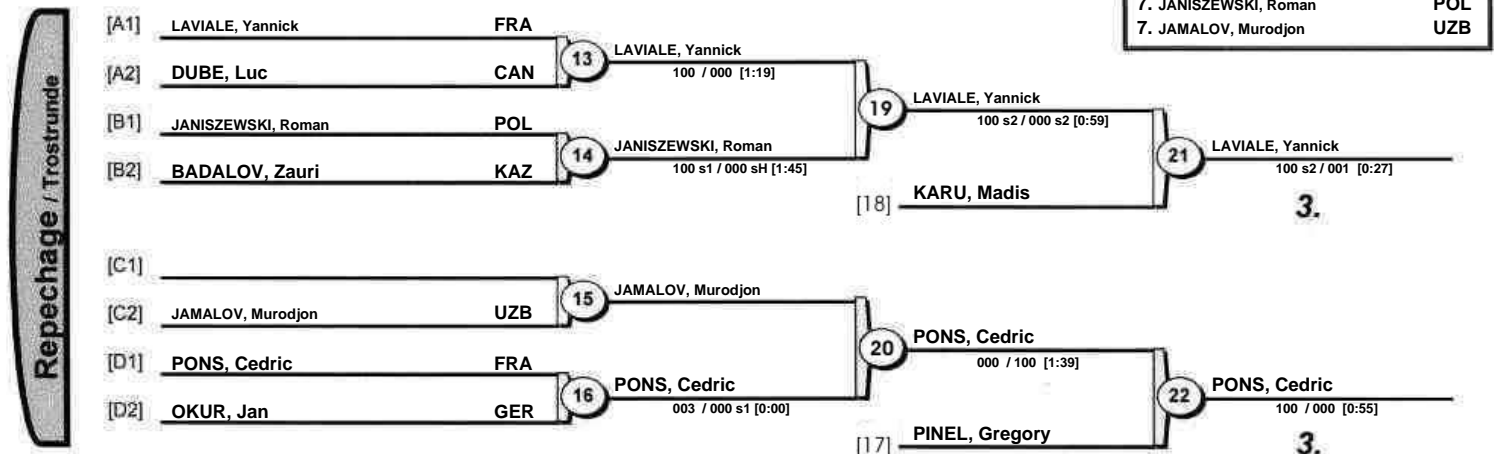 7. JANISZEWSKI, Roman POL
7. JAMALOV, Murodjon UZB
Repechage / Trostrunde
[A1] LAVIALE, Yannick FRA
13 LAVIALE, Yannick
100 / 000 [1:19]
[A2] DUBE, Luc CAN
19 LAVIALE, Yannick
100 s2 / 000 s2 [0:59]
[B1] JANISZEWSKI, Roman POL
14 JANISZEWSKI, Roman
100 s1 / 000 sH [1:45]
[B2] BADALOV, Zauri KAZ
21 LAVIALE, Yannick
100 s2 / 001 [0:27]
[18] KARU, Madis
3.
[C1]
15 JAMALOV, Murodjon
[C2] JAMALOV, Murodjon UZB
20 PONS, Cedric
000 / 100 [1:39]
[D1] PONS, Cedric FRA
16 PONS, Cedric
003 / 000 s1 [0:00]
[D2] OKUR, Jan GER
22 PONS, Cedric
100 / 000 [0:55]
[17] PINEL, Gregory
3.